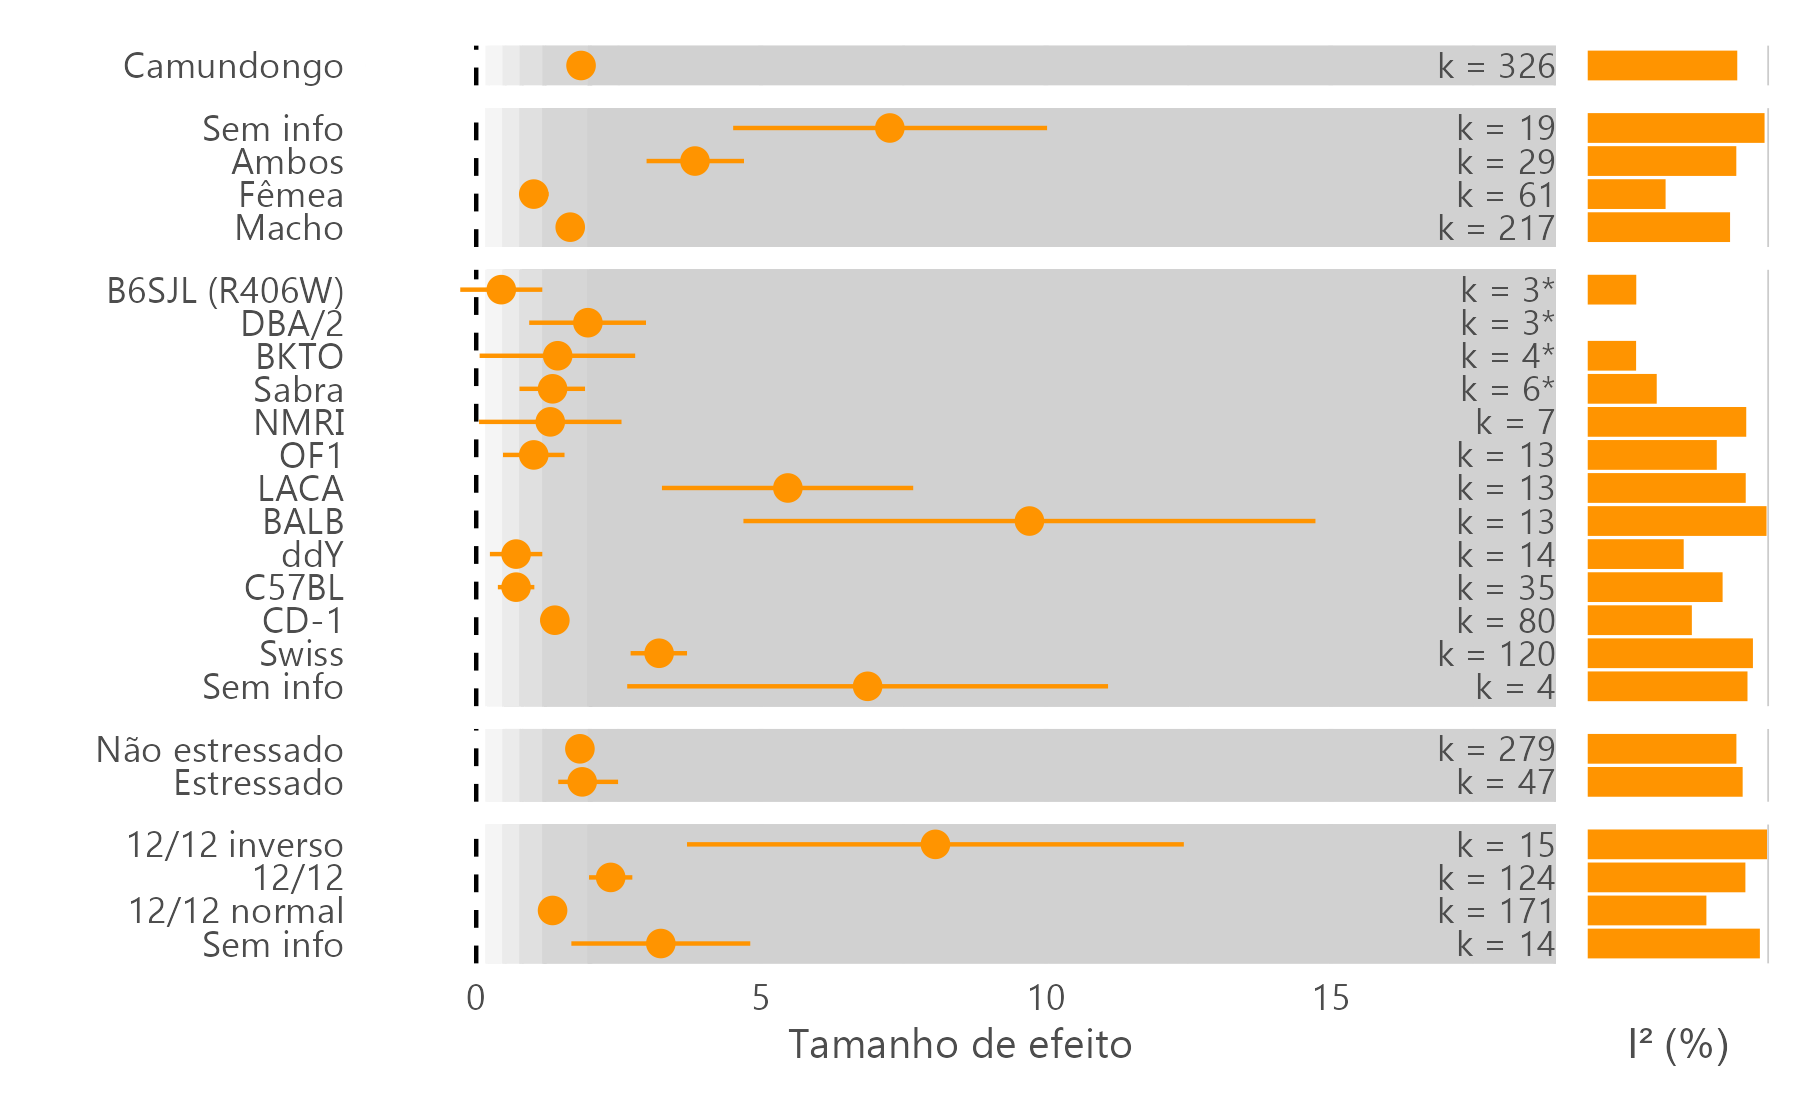 Camundongo k = 326
Sem info k = 19
Ambos k = 29
Fêmea k = 61
Macho k = 217
B6SJL (R406W) k = 3*
DBA/2 k = 3*
BKTO k = 4*
Sabra k = 6*
NMRI k = 7
OF1 k = 13
LACA k = 13
BALB k = 13
ddY k = 14
C57BL k = 35
CD-1 k = 80
Swiss k = 120
Sem info k = 4
Não estressado k = 279
Estressado k = 47
12/12 inverso k = 15
12/12 k = 124
12/12 normal k = 171
Sem info k = 14
0 5 10 15
Tamanho de efeito I² (%)